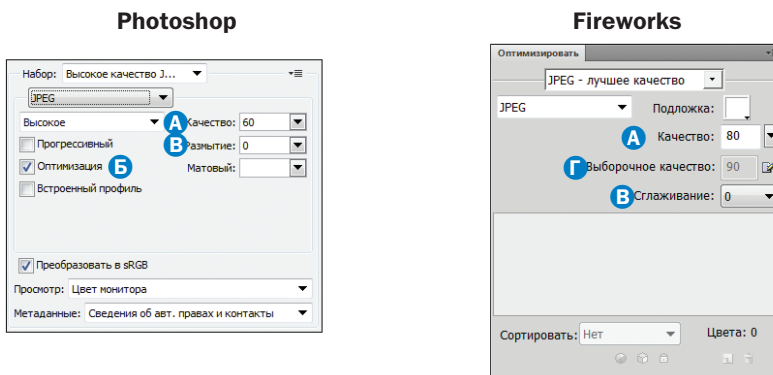 Photoshop
Набор: Высокое качество J...
JPEG
Высокое
А Качество: 60
Прогрессивный
В Размытие: 0
Оптимизация Б
Матовый:
Встроенный профиль
Преобразовать в sRGB
Просмотр: Цвет монитора
Метаданные: Сведения об авт. правах и контакты
Fireworks
Оптимизировать
JPEG - лучшее качество
JPEG
Подложка:
А Качество: 80
Г Выборочное качество: 90
В Сглаживание: 0
Сортировать: Нет
Цвета: 0